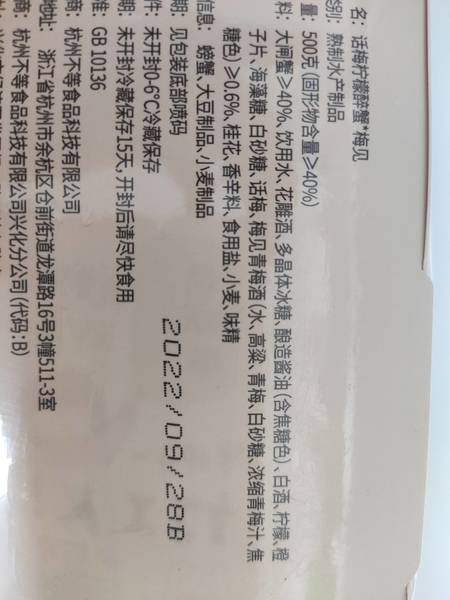 名: 话梅柠檬醉蟹*梅见
类别: 熟制水产品
量: 500克(固形物含量≥40%)
料: 大闸蟹≥40%、饮用水、花雕酒、多晶体冰糖、酿造酱油(含焦糖色)、白酒、柠檬、橙
子片、海藻糖、白砂糖、话梅、梅见青梅酒(水、高粱、青梅、白砂糖、浓缩青梅汁、焦
糖色)≥0.6%、桂花、香辛料、食用盐、小麦、味精
信息: 螃蟹、大豆制品、小麦制品
期: 见包装底部喷码
件: 未开封0-6°C冷藏保存
期: 未开封冷藏保存15天,开封后请尽快食用
准: GB 10136
商: 杭州不等食品科技有限公司
地址: 浙江省杭州市余杭区仓前街道龙潭路16号3幢511-3室
商: 杭州不等食品科技有限公司兴化分公司(代码:B)
2022/09/28B